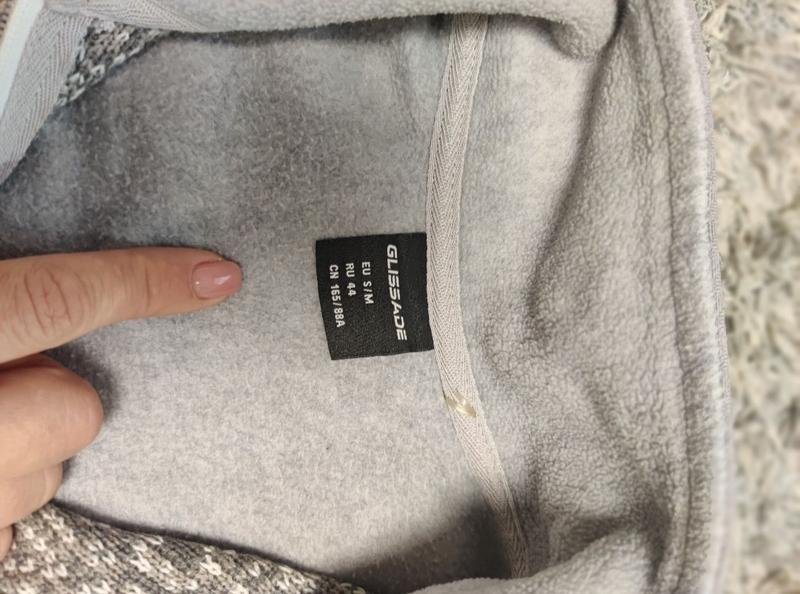 GLISSADE
EU S/M
RU 44
CN 165/88A